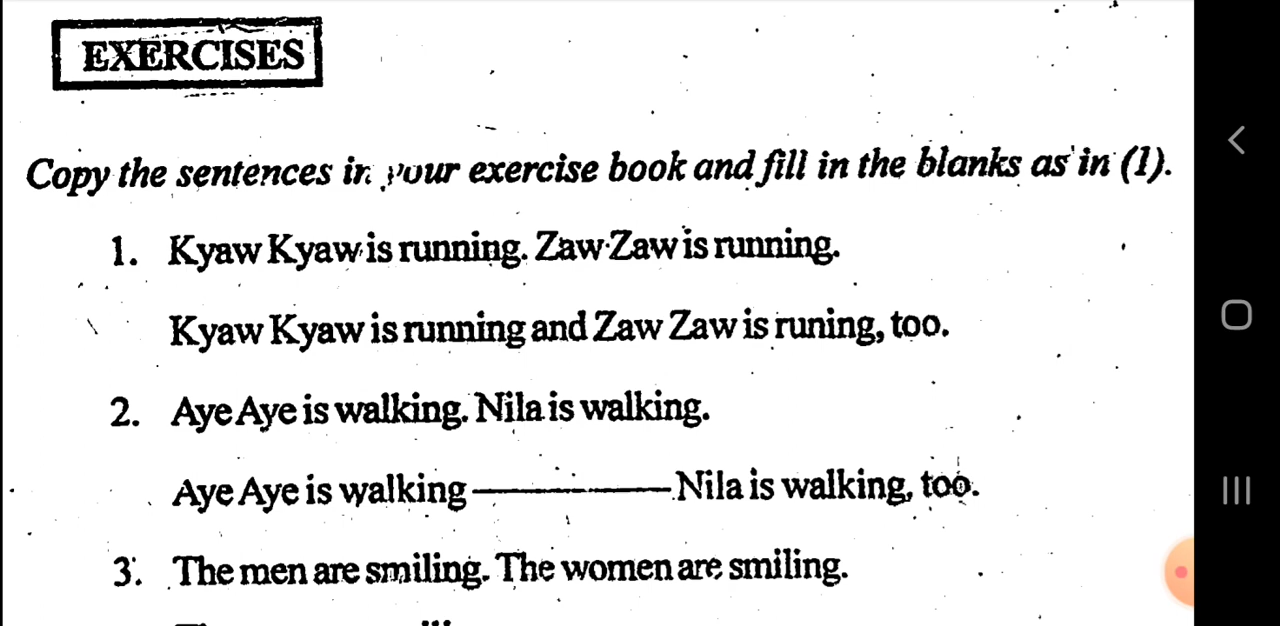 EXERCISES
Copy the sentences in your exercise book and fill in the blanks as in (1).
1. Kyaw Kyaw is running. Zaw Zaw is running.
Kyaw Kyaw is running and Zaw Zaw is runing, too.
2. Aye Aye is walking. Nila is walking.
Aye Aye is walking ———— Nila is walking, too.
3. The men are smiling. The women are smiling.